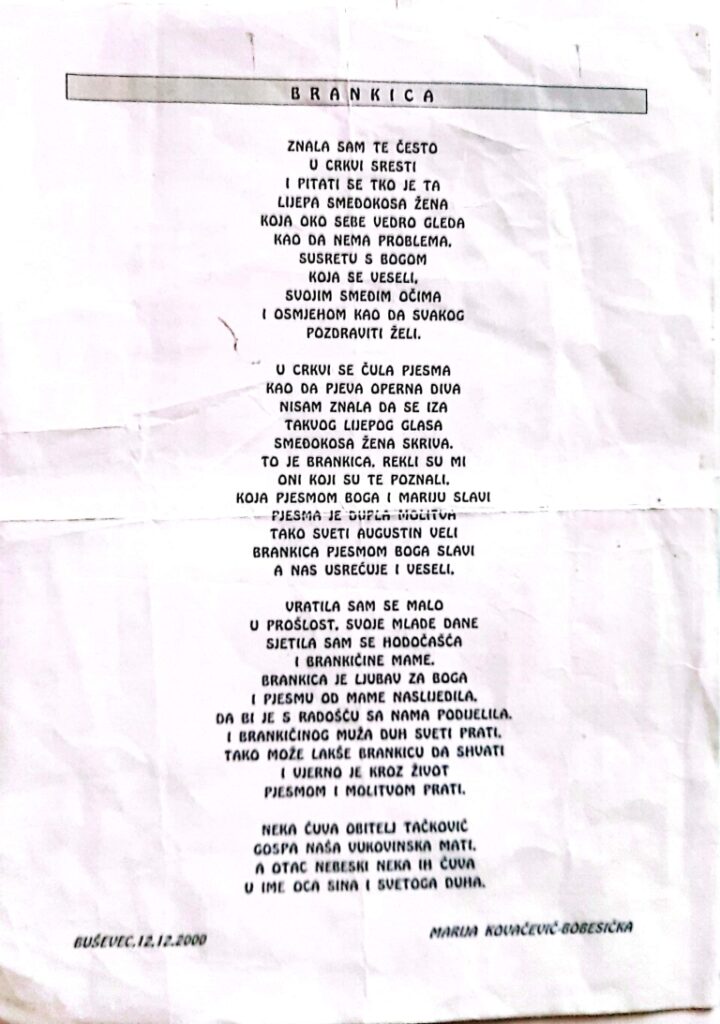 BRANKICA
ZNALA SAM TE ČESTO
U CRKVI SRESTI
I PITATI SE TKO JE TA
LIJEPA SMEĐOKOSA ŽENA
KOJA OKO SEBE VEDRO GLEDA
KAO DA NEMA PROBLEMA.
SUSRETU S BOGOM
KOJA SE VESELI,
SVOJIM SMEĐIM OČIMA
I OSMJEHOM KAO DA SVAKOG
POZDRAVITI ŽELI.
U CRKVI SE ČULA PJESMA
KAO DA PJEVA OPERNA DIVA
NISAM ZNALA DA SE IZA
TAKVOG LIJEPOG GLASA
SMEĐOKOSA ŽENA SKRIVA.
TO JE BRANKICA, REKLI SU MI
ONI KOJI SU TE POZNALI,
KOJA PJESMOM BOGA I MARIJU SLAVI
PJESMA JE DUPLA MOLITVA
TAKO SVETI AUGUSTIN VELI
BRANKICA PJESMOM BOGA SLAVI
A NAS USREĆUJE I VESELI.
VRATILA SAM SE MALO
U PROŠLOST, SVOJE MLADE DANE
SJETILA SAM SE HODOČAŠĆA
I BRANKIČINE MAME.
BRANKICA JE LJUBAV ZA BOGA
I PJESMU OD MAME NASLIJEDILA,
DA BI JE S RADOŠĆU SA NAMA PODIJELILA.
I BRANKIČINOG MUŽA DUH SVETI PRATI,
TAKO MOŽE LAKŠE BRANKICU DA SHVATI
I VJERNO JE KROZ ŽIVOT
PJESMOM I MOLITVOM PRATI.
NEKA ČUVA OBITELJ TAČKOVIĆ
GOSPA NAŠA VUKOVINSKA MATI,
A OTAC NEBESKI NEKA IH ČUVA
U IME OCA SINA I SVETOGA DUHA.
BUŠEVEC,12.12.2000
MARIJA KOVAČEVIĆ-BOBESIČKA